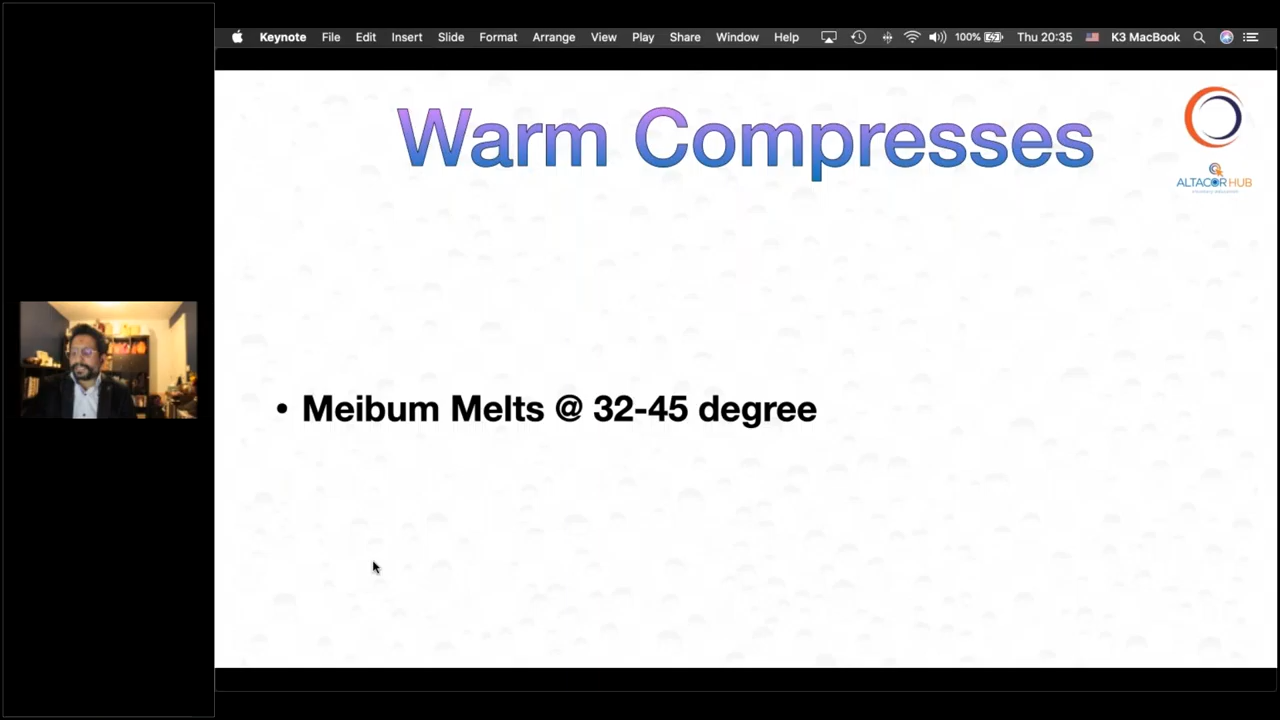 Keynote File Edit Insert Slide Format Arrange View Play Share Window Help 100% Thu 20:35 K3 MacBook
Warm Compresses
ALTACOR HUB
• Meibum Melts @ 32-45 degree